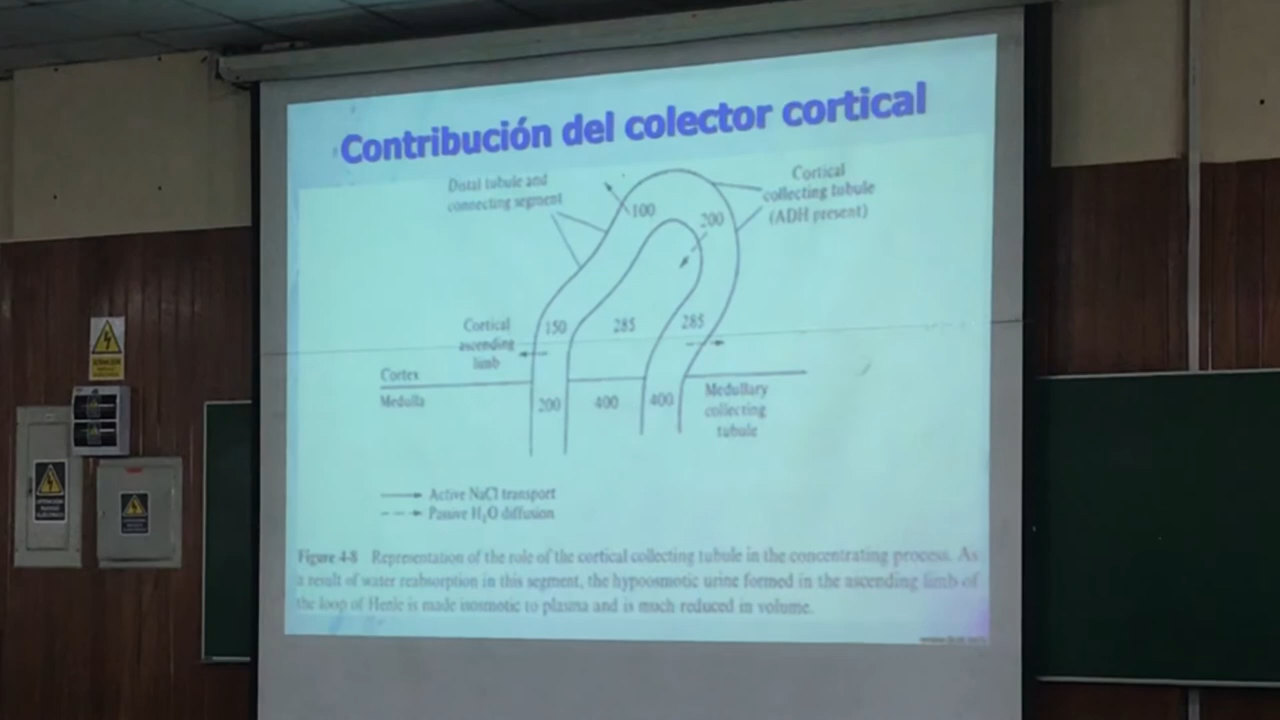 Contribución del colector cortical
Distal tubule and
connecting segment
Cortical
collecting tubule
(ADH present)
100
200
Cortical
ascending
limb
150
285
285
Cortex
Medulla
200
400
400
Medullary
collecting
tubule
Active NaCl transport
Passive H₂O diffusion
Figure 4-8 Representation of the role of the cortical collecting tubule in the concentrating process. As
a result of water reabsorption in this segment, the hypoosmotic urine formed in the ascending limb of
the loop of Henle is made isosmotic to plasma and is much reduced in volume.